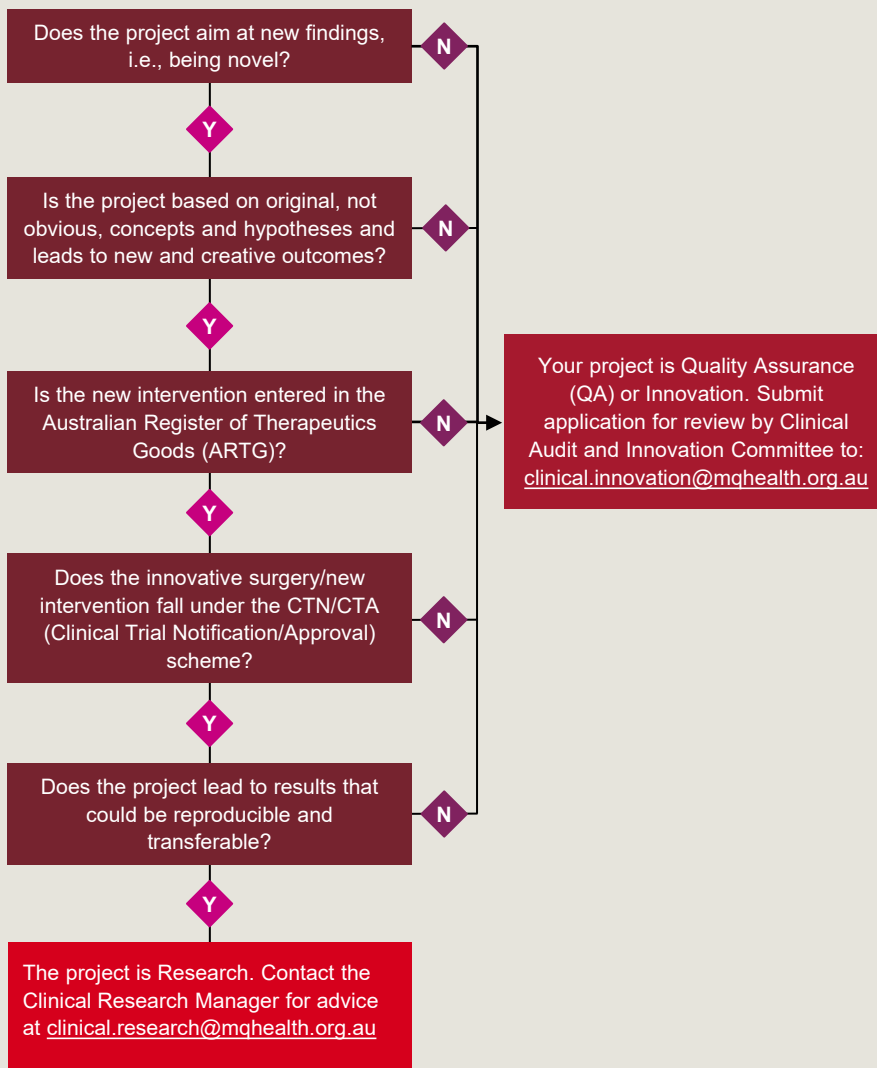 Does the project aim at new findings,
i.e., being novel?
N
Y
Is the project based on original, not
obvious, concepts and hypotheses and
leads to new and creative outcomes?
N
Y
Is the new intervention entered in the
Australian Register of Therapeutics
Goods (ARTG)?
N
Your project is Quality Assurance
(QA) or Innovation. Submit
application for review by Clinical
Audit and Innovation Committee to:
clinical.innovation@mqhealth.org.au
Y
Does the innovative surgery/new
intervention fall under the CTN/CTA
(Clinical Trial Notification/Approval)
scheme?
N
Y
Does the project lead to results that
could be reproducible and
transferable?
N
Y
The project is Research. Contact the
Clinical Research Manager for advice
at clinical.research@mqhealth.org.au